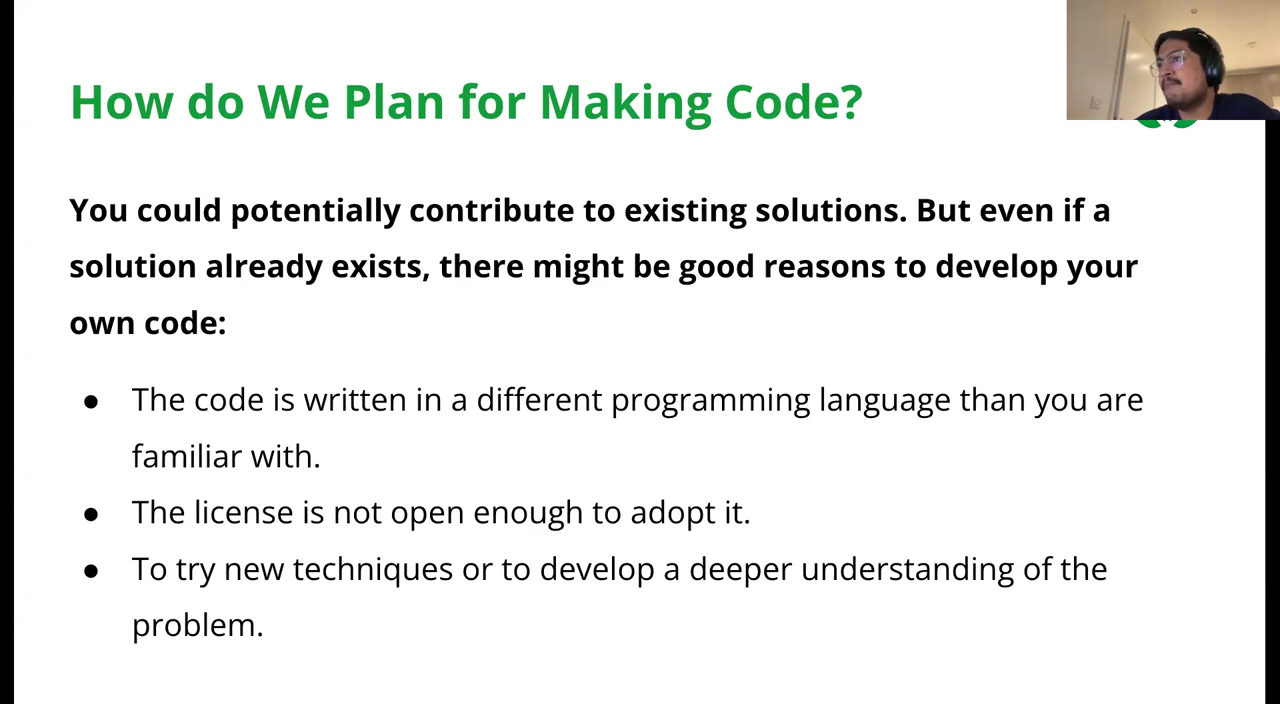 How do We Plan for Making Code?
You could potentially contribute to existing solutions. But even if a
solution already exists, there might be good reasons to develop your
own code:
● The code is written in a different programming language than you are
familiar with.
● The license is not open enough to adopt it.
● To try new techniques or to develop a deeper understanding of the
problem.